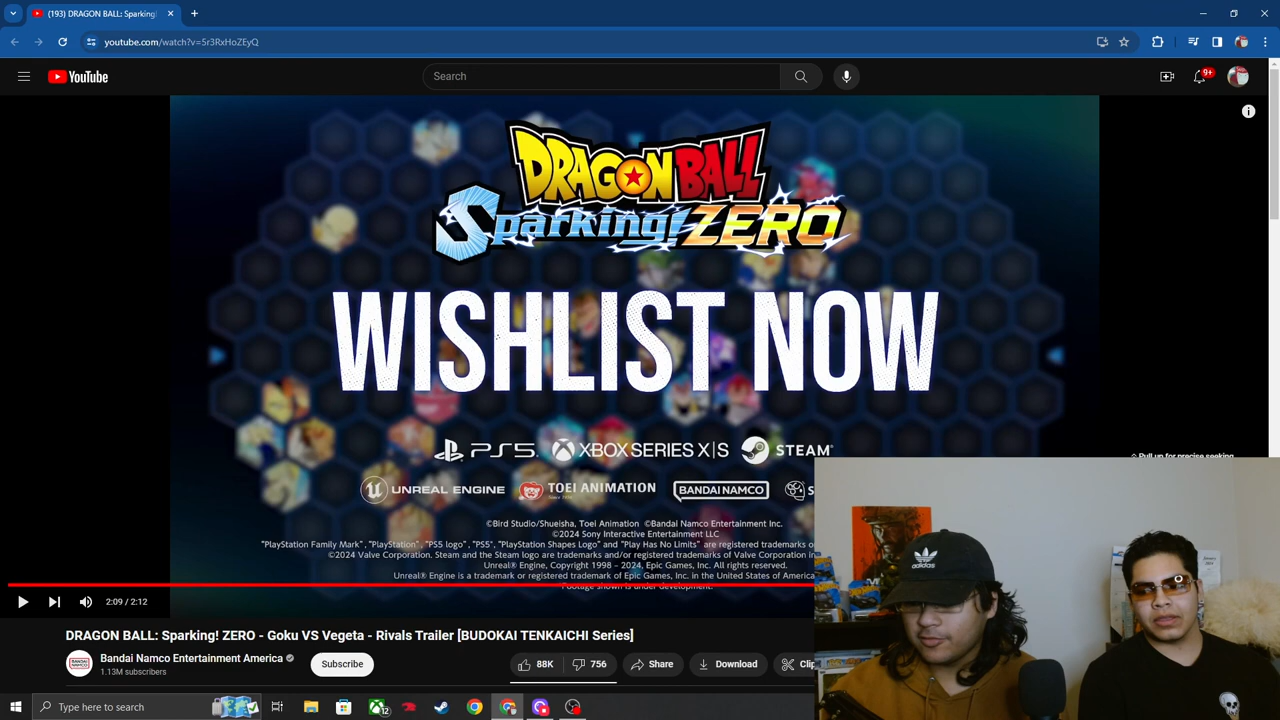 (193) DRAGON BALL: Sparking!
youtube.com/watch?v=5r3RxHoZEyQ
YouTube
Search
9+
DRAGON BALL
Sparking! ZERO
WISHLIST NOW
PS5 XBOX SERIES X|S STEAM
UNREAL ENGINE TOEI ANIMATION BANDAI NAMCO
Pull up for precise seeking
©Bird Studio/Shueisha, Toei Animation ©Bandai Namco Entertainment Inc.
©2024 Sony Interactive Entertainment LLC
"PlayStation Family Mark", "PlayStation", "PS5 logo", "PS5", "PlayStation Shapes Logo" and "Play Has No Limits" are registered trademarks o
©2024 Valve Corporation. Steam and the Steam logo are trademarks and/or registered trademarks of Valve Corporation in
Unreal® Engine, Copyright 1998 - 2024, Epic Games, Inc. All rights reserved.
Unreal® Engine is a trademark or registered trademark of Epic Games, Inc. in the United States of America
Footage shown is under development.
2:09 / 2:12
DRAGON BALL: Sparking! ZERO - Goku VS Vegeta - Rivals Trailer [BUDOKAI TENKAICHI Series]
Bandai Namco Entertainment America
1.13M subscribers
Subscribe
88K 756 Share Download Clip
adidas
Type here to search
12